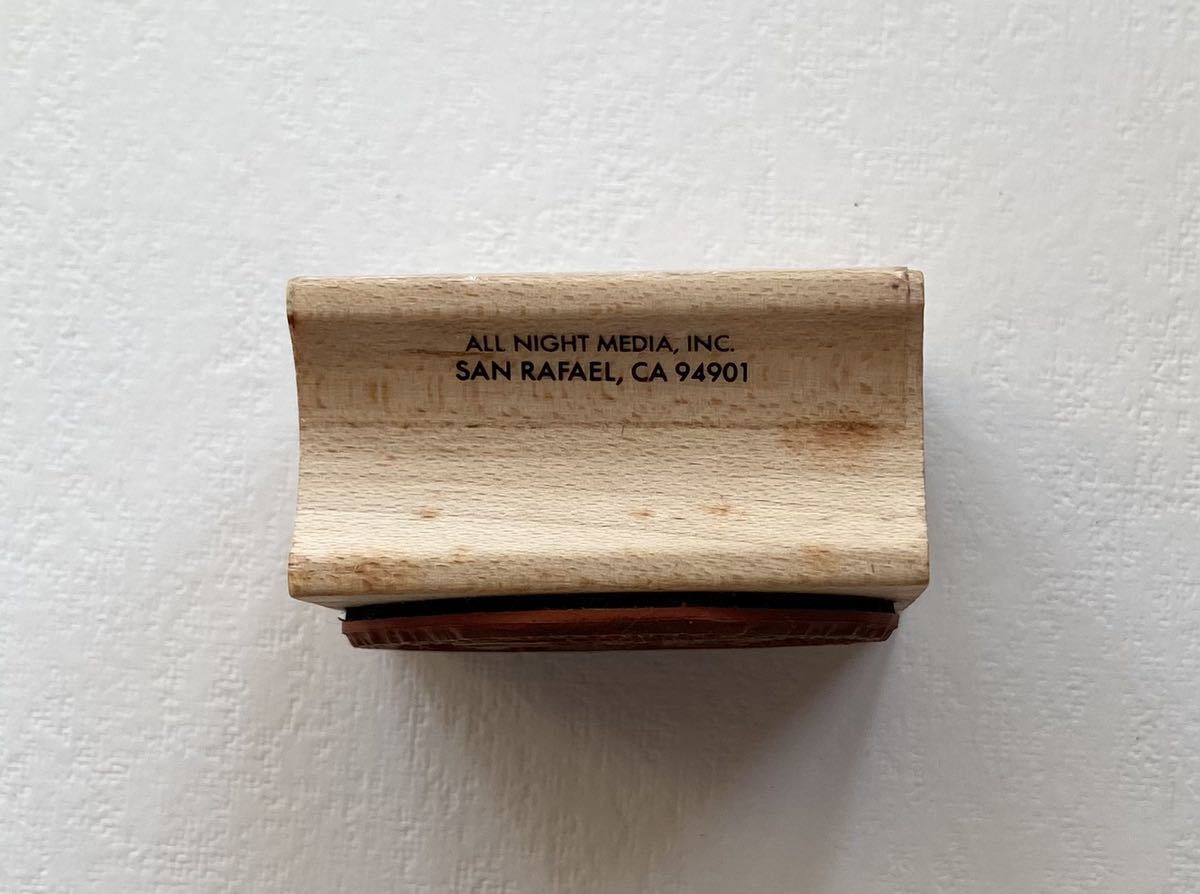 ALL NIGHT MEDIA, INC.
SAN RAFAEL, CA 94901